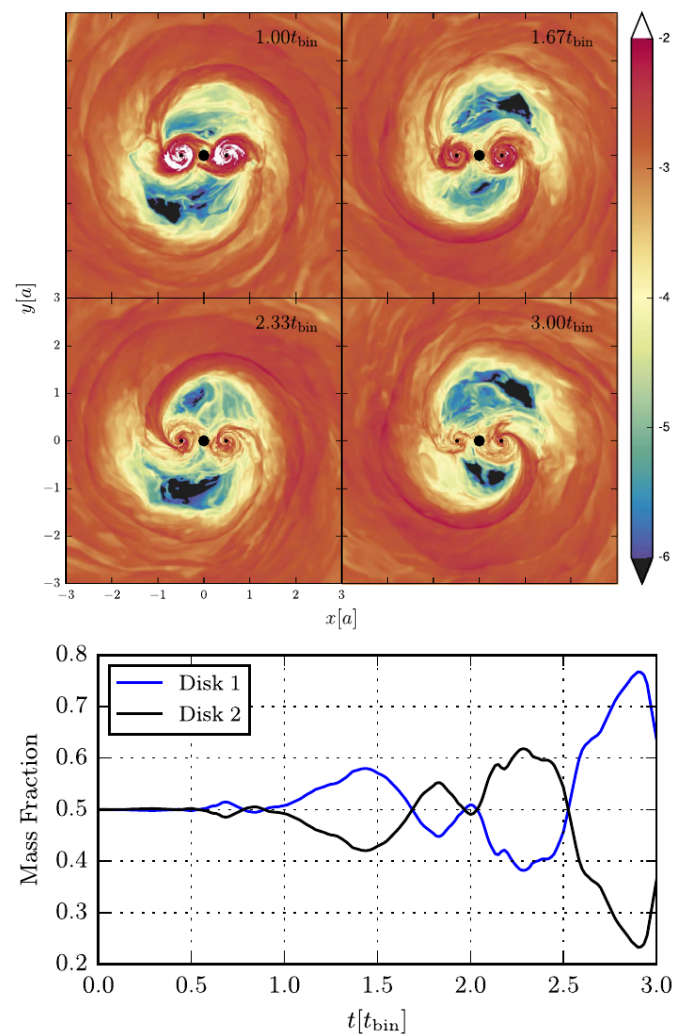 1.00t_bin
1.67t_bin
2.33t_bin
3.00t_bin
y[a]
3
2
1
0
−1
−2
−3
−3 −2 −1 0 1 2 3
x[a]
-2
-3
-4
-5
-6
Disk 1
Disk 2
Mass Fraction
0.8
0.7
0.6
0.5
0.4
0.3
0.2
0.0 0.5 1.0 1.5 2.0 2.5 3.0
t[t_bin]